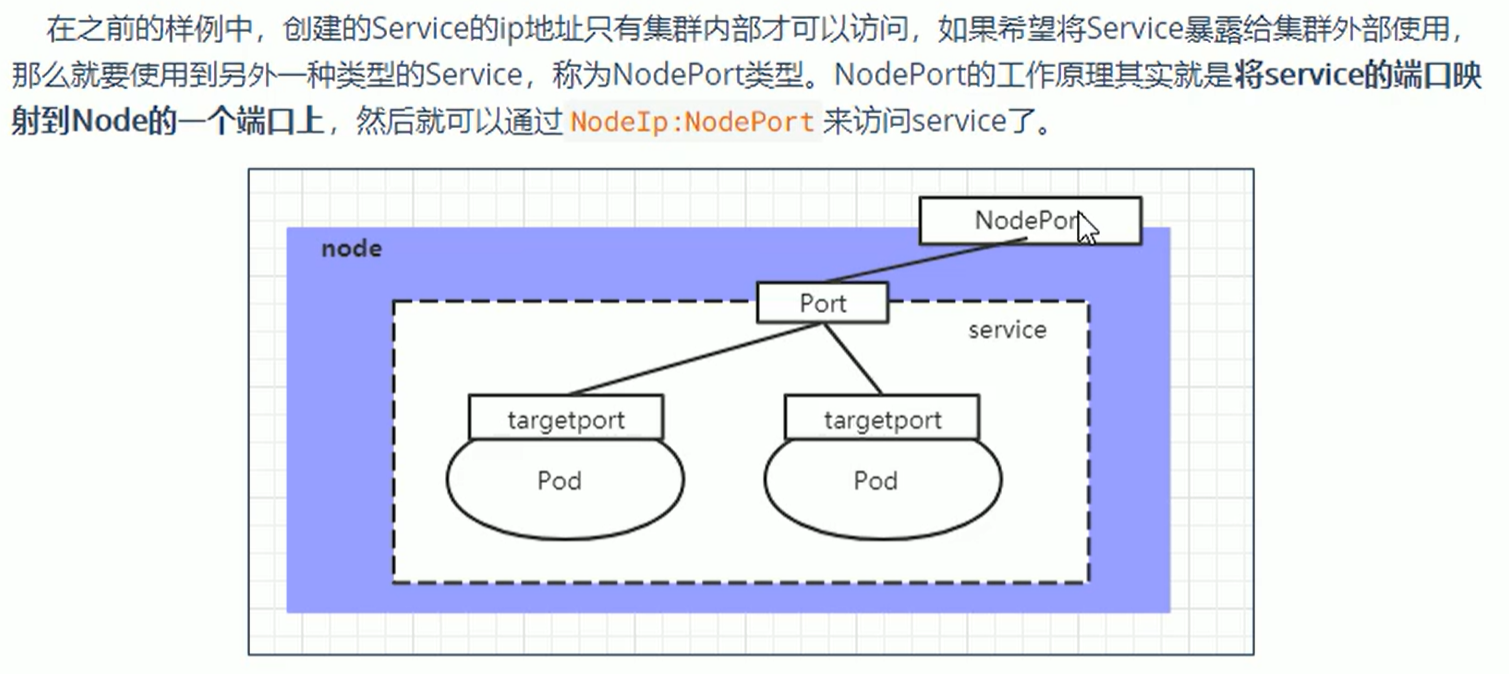 在之前的样例中，创建的Service的ip地址只有集群内部才可以访问，如果希望将Service暴露给集群外部使用，
那么就要使用到另外一种类型的Service，称为NodePort类型。NodePort的工作原理其实就是将service的端口映
射到Node的一个端口上，然后就可以通过 NodeIp:NodePort 来访问service了。
NodePort
node
Port
service
targetport
targetport
Pod
Pod